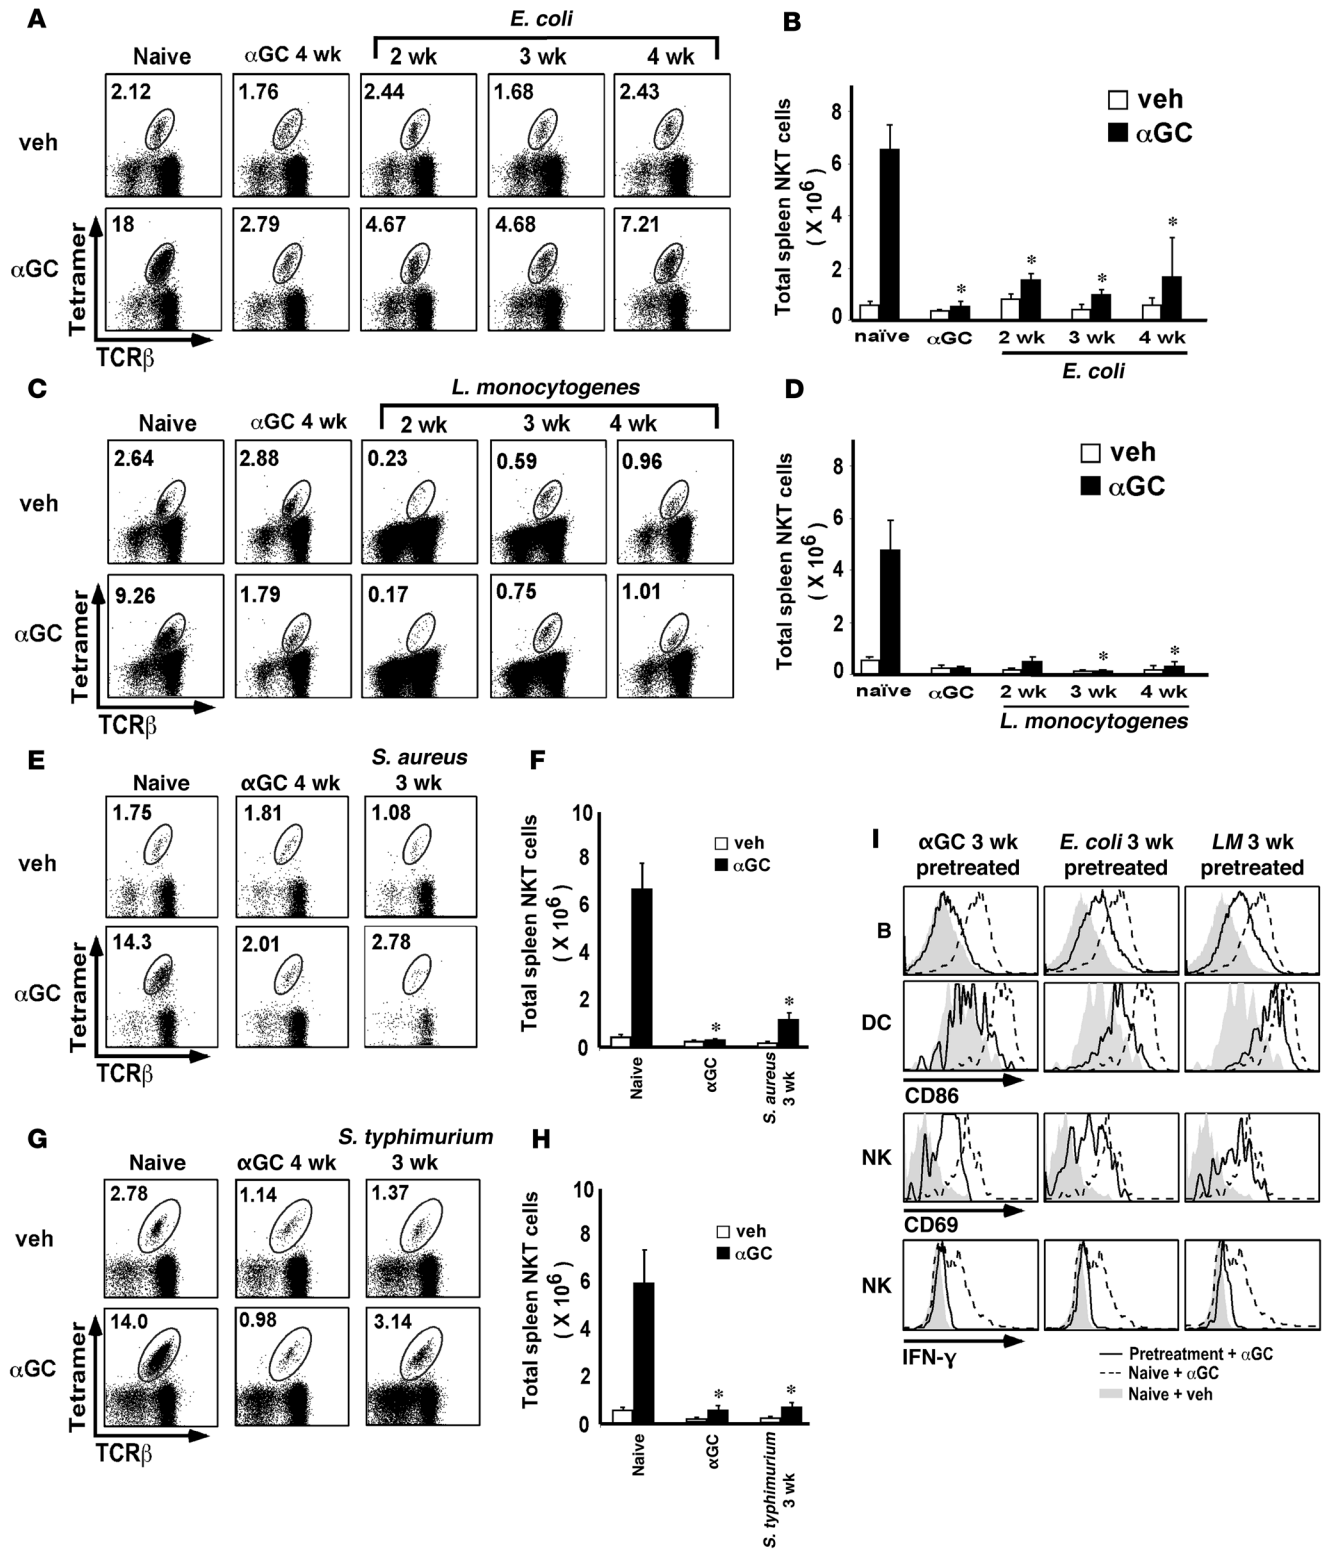 A
E. coli
Naive αGC 4 wk 2 wk 3 wk 4 wk
veh
2.12 1.76 2.44 1.68 2.43
αGC
18 2.79 4.67 4.68 7.21
Tetramer
TCRβ
B
Total spleen NKT cells
( X 10⁶ )
8
6
4
2
0
veh
αGC
* * * *
naïve αGC 2 wk 3 wk 4 wk
E. coli
C
L. monocytogenes
Naive αGC 4 wk 2 wk 3 wk 4 wk
veh
2.64 2.88 0.23 0.59 0.96
αGC
9.26 1.79 0.17 0.75 1.01
Tetramer
TCRβ
D
Total spleen NKT cells
( X 10⁶ )
8
6
4
2
0
veh
αGC
* *
naïve αGC 2 wk 3 wk 4 wk
L. monocytogenes
E
S. aureus
Naive αGC 4 wk 3 wk
veh
1.75 1.81 1.08
αGC
14.3 2.01 2.78
Tetramer
TCRβ
F
Total spleen NKT cells
( X 10⁶ )
10
8
6
4
2
0
veh
αGC
* *
Naive
αGC
S. aureus
3 wk
G
S. typhimurium
Naive αGC 4 wk 3 wk
veh
2.78 1.14 1.37
αGC
14.0 0.98 3.14
Tetramer
TCRβ
H
Total spleen NKT cells
( X 10⁶ )
10
8
6
4
2
0
veh
αGC
* *
Naive
αGC
S. typhimurium
3 wk
I
αGC 3 wk E. coli 3 wk LM 3 wk
pretreated pretreated pretreated
B
DC
CD86
NK
CD69
NK
IFN-γ
Pretreatment + αGC
Naive + αGC
Naive + veh